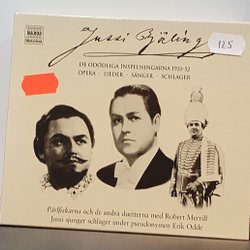 NAXOS
Historical
Jussi Björling
125
DE ODÖDLIGA INSPELNINGARNA 1930-52
OPERA · LIEDER · SÅNGER · SCHLAGER
Pärlfiskarna och de andra duetterna med Robert Merrill
Jussi sjunger schlager under pseudonymen Erik Odde